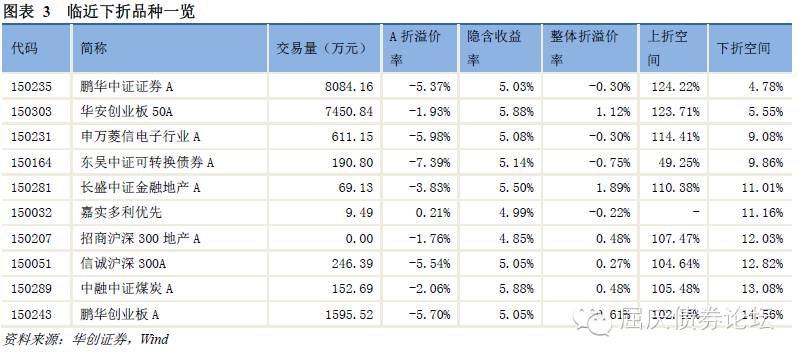 图表 3 临近下折品种一览
代码 简称 交易量（万元） A 折溢价率 隐含收益率 整体折溢价率 上折空间 下折空间
150235 鹏华中证证券 A 8084.16 -5.37% 5.03% -0.30% 124.22% 4.78%
150303 华安创业板 50A 7450.84 -1.93% 5.88% 1.12% 123.71% 5.55%
150231 申万菱信电子行业 A 611.15 -5.98% 5.08% -0.30% 114.41% 9.08%
150164 东吴中证可转换债券 A 190.80 -7.39% 5.14% -0.75% 49.25% 9.86%
150281 长盛中证金融地产 A 69.13 -3.83% 5.50% 1.89% 110.38% 11.01%
150032 嘉实多利优先 9.49 0.21% 4.99% -0.22% - 11.16%
150207 招商沪深 300 地产 A 0.00 -1.76% 4.85% 0.48% 107.47% 12.03%
150051 信诚沪深 300A 246.39 -5.54% 5.05% 0.27% 104.64% 12.82%
150289 中融中证煤炭 A 152.69 -2.06% 5.88% 0.48% 105.48% 13.08%
150243 鹏华创业板 A 1595.52 -5.70% 5.05%
屈庆债券论坛
资料来源：华创证券，Wind